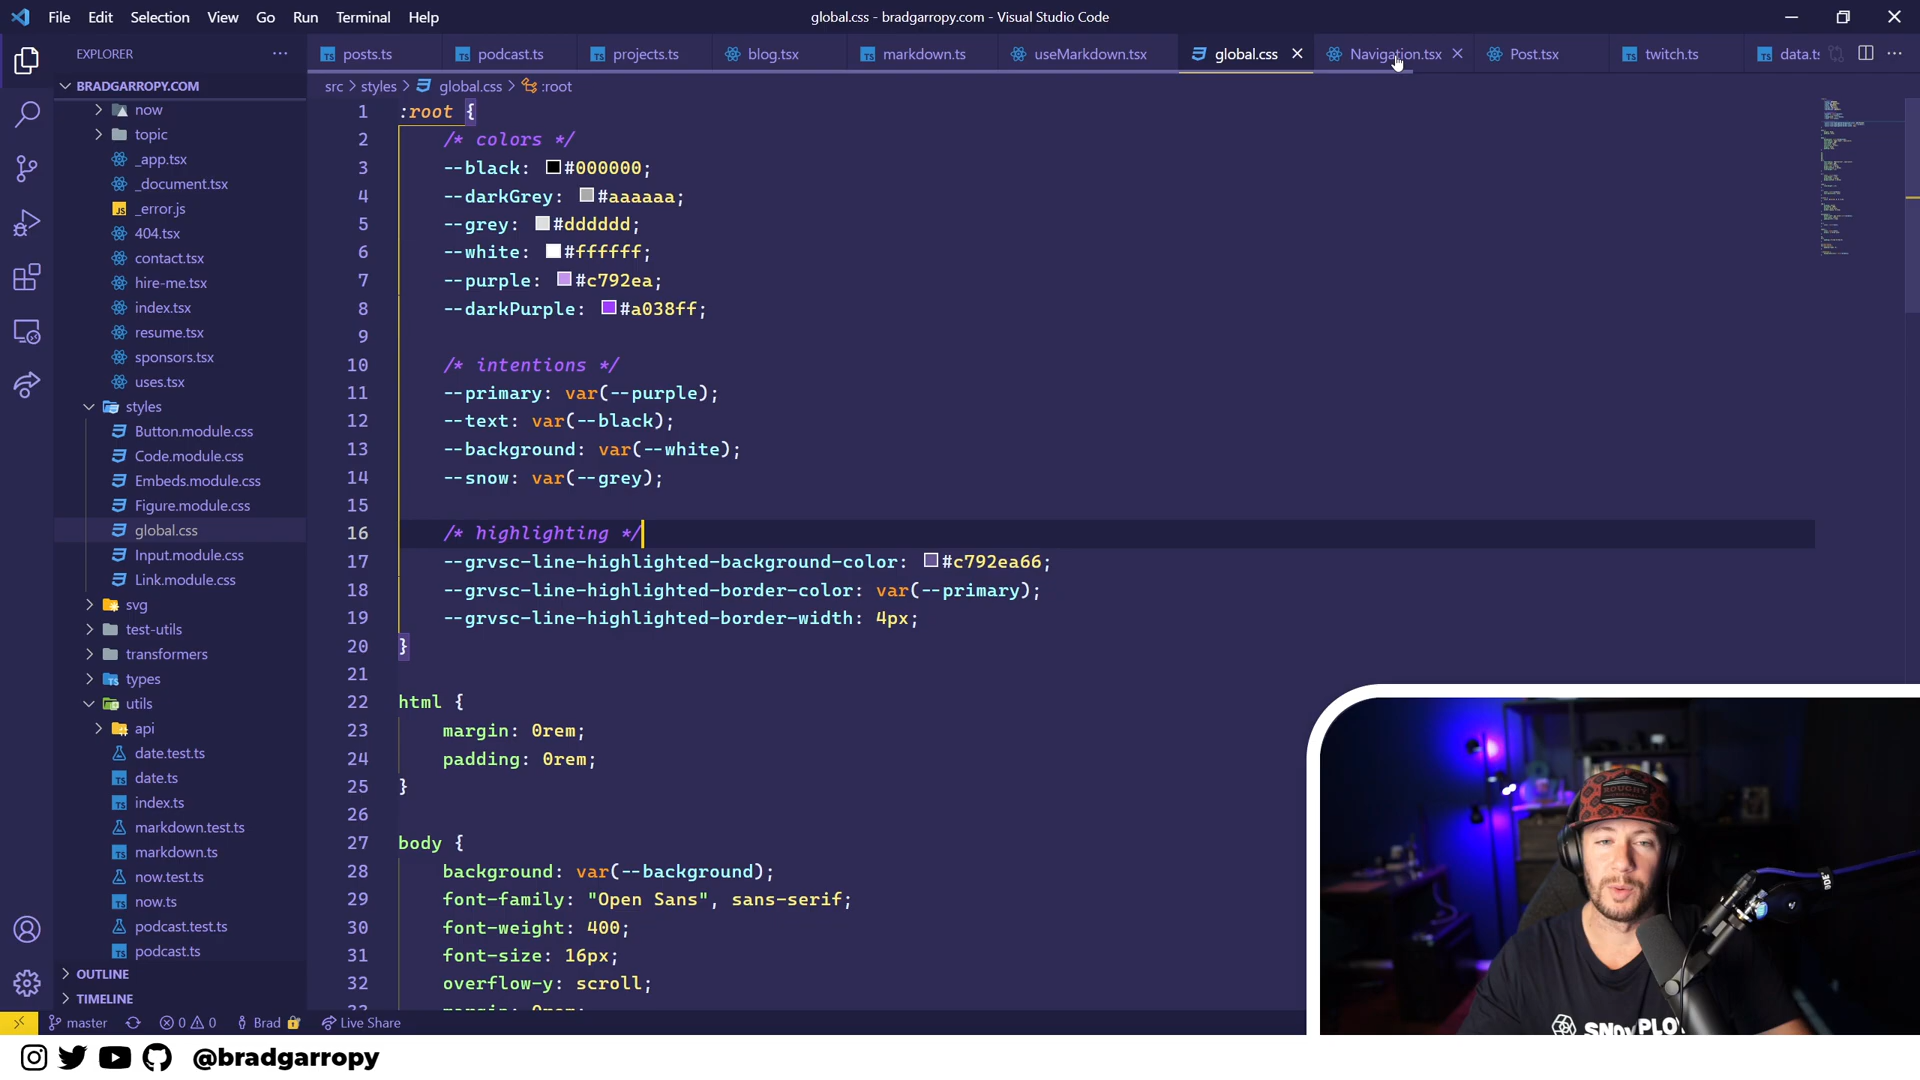 File Edit Selection View Go Run Terminal Help
global.css - bradgarropy.com - Visual Studio Code
EXPLORER
posts.ts podcast.ts projects.ts blog.tsx markdown.ts useMarkdown.tsx global.css Navigation.tsx Post.tsx twitch.ts data.ts
BRADGARROPY.COM
src > styles > global.css > :root
now
topic
_app.tsx
_document.tsx
_error.js
404.tsx
contact.tsx
hire-me.tsx
index.tsx
resume.tsx
sponsors.tsx
uses.tsx
styles
Button.module.css
Code.module.css
Embeds.module.css
Figure.module.css
global.css
Input.module.css
Link.module.css
svg
test-utils
transformers
types
utils
api
date.test.ts
date.ts
index.ts
markdown.test.ts
markdown.ts
now.test.ts
now.ts
podcast.test.ts
podcast.ts
OUTLINE
TIMELINE
1 :root {
2 /* colors */
3 --black: #000000;
4 --darkGrey: #aaaaaa;
5 --grey: #dddddd;
6 --white: #ffffff;
7 --purple: #c792ea;
8 --darkPurple: #a038ff;
9
10 /* intentions */
11 --primary: var(--purple);
12 --text: var(--black);
13 --background: var(--white);
14 --snow: var(--grey);
15
16 /* highlighting */
17 --grvsc-line-highlighted-background-color: #c792ea66;
18 --grvsc-line-highlighted-border-color: var(--primary);
19 --grvsc-line-highlighted-border-width: 4px;
20 }
21
22 html {
23 margin: 0rem;
24 padding: 0rem;
25 }
26
27 body {
28 background: var(--background);
29 font-family: "Open Sans", sans-serif;
30 font-weight: 400;
31 font-size: 16px;
32 overflow-y: scroll;
33 margin: 0rem;
ROUGHY
master 0 0 Brad Live Share
@bradgarropy